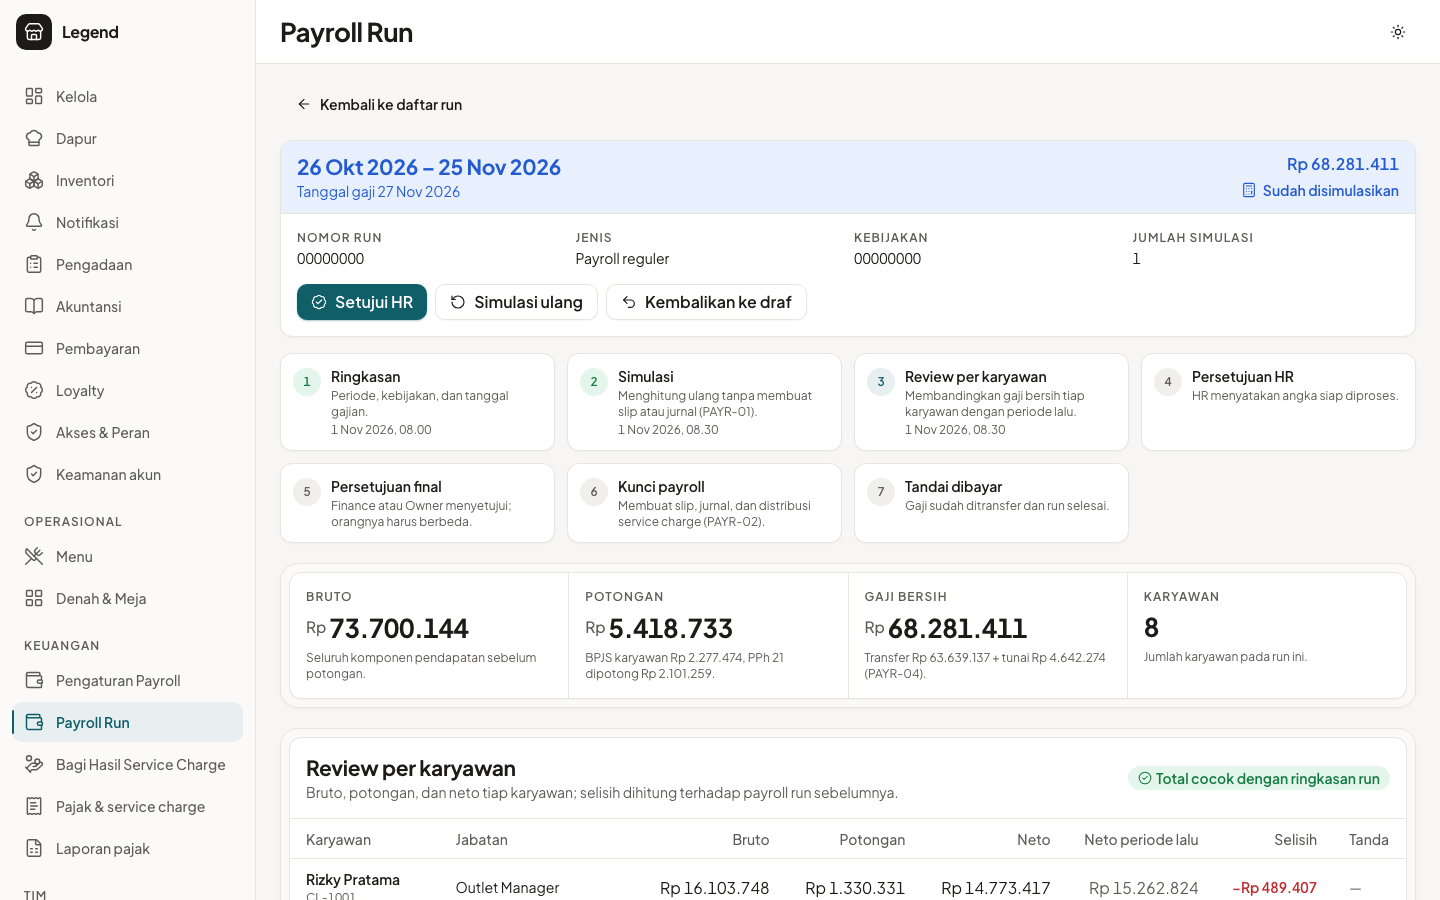 Legend
Payroll Run
Kelola
Dapur
Inventori
Notifikasi
Pengadaan
Akuntansi
Pembayaran
Loyalty
Akses & Peran
Keamanan akun
OPERASIONAL
Menu
Denah & Meja
KEUANGAN
Pengaturan Payroll
Payroll Run
Bagi Hasil Service Charge
Pajak & service charge
Laporan pajak
TIM
Kembali ke daftar run
26 Okt 2026 – 25 Nov 2026
Rp 68.281.411
Tanggal gaji 27 Nov 2026
Sudah disimulasikan
NOMOR RUN
JENIS
KEBIJAKAN
JUMLAH SIMULASI
00000000
Payroll reguler
00000000
1
Setujui HR
Simulasi ulang
Kembalikan ke draf
1
Ringkasan
Periode, kebijakan, dan tanggal
gajian.
1 Nov 2026, 08.00
2
Simulasi
Menghitung ulang tanpa membuat
slip atau jurnal (PAYR-01).
1 Nov 2026, 08.30
3
Review per karyawan
Membandingkan gaji bersih tiap
karyawan dengan periode lalu.
1 Nov 2026, 08.30
4
Persetujuan HR
HR menyatakan angka siap diproses.
5
Persetujuan final
Finance atau Owner menyetujui;
orangnya harus berbeda.
6
Kunci payroll
Membuat slip, jurnal, dan distribusi
service charge (PAYR-02).
7
Tandai dibayar
Gaji sudah ditransfer dan run selesai.
BRUTO
Rp 73.700.144
Seluruh komponen pendapatan sebelum
potongan.
POTONGAN
Rp 5.418.733
BPJS karyawan Rp 2.277.474, PPh 21
dipotong Rp 2.101.259.
GAJI BERSIH
Rp 68.281.411
Transfer Rp 63.639.137 + tunai Rp 4.642.274
(PAYR-04).
KARYAWAN
8
Jumlah karyawan pada run ini.
Review per karyawan
Bruto, potongan, dan neto tiap karyawan; selisih dihitung terhadap payroll run sebelumnya.
Total cocok dengan ringkasan run
Karyawan Jabatan Bruto Potongan Neto Neto periode lalu Selisih Tanda
Rizky Pratama
CL-1001
Outlet Manager Rp 16.103.748 Rp 1.330.331 Rp 14.773.417 Rp 15.262.824 −Rp 489.407 —